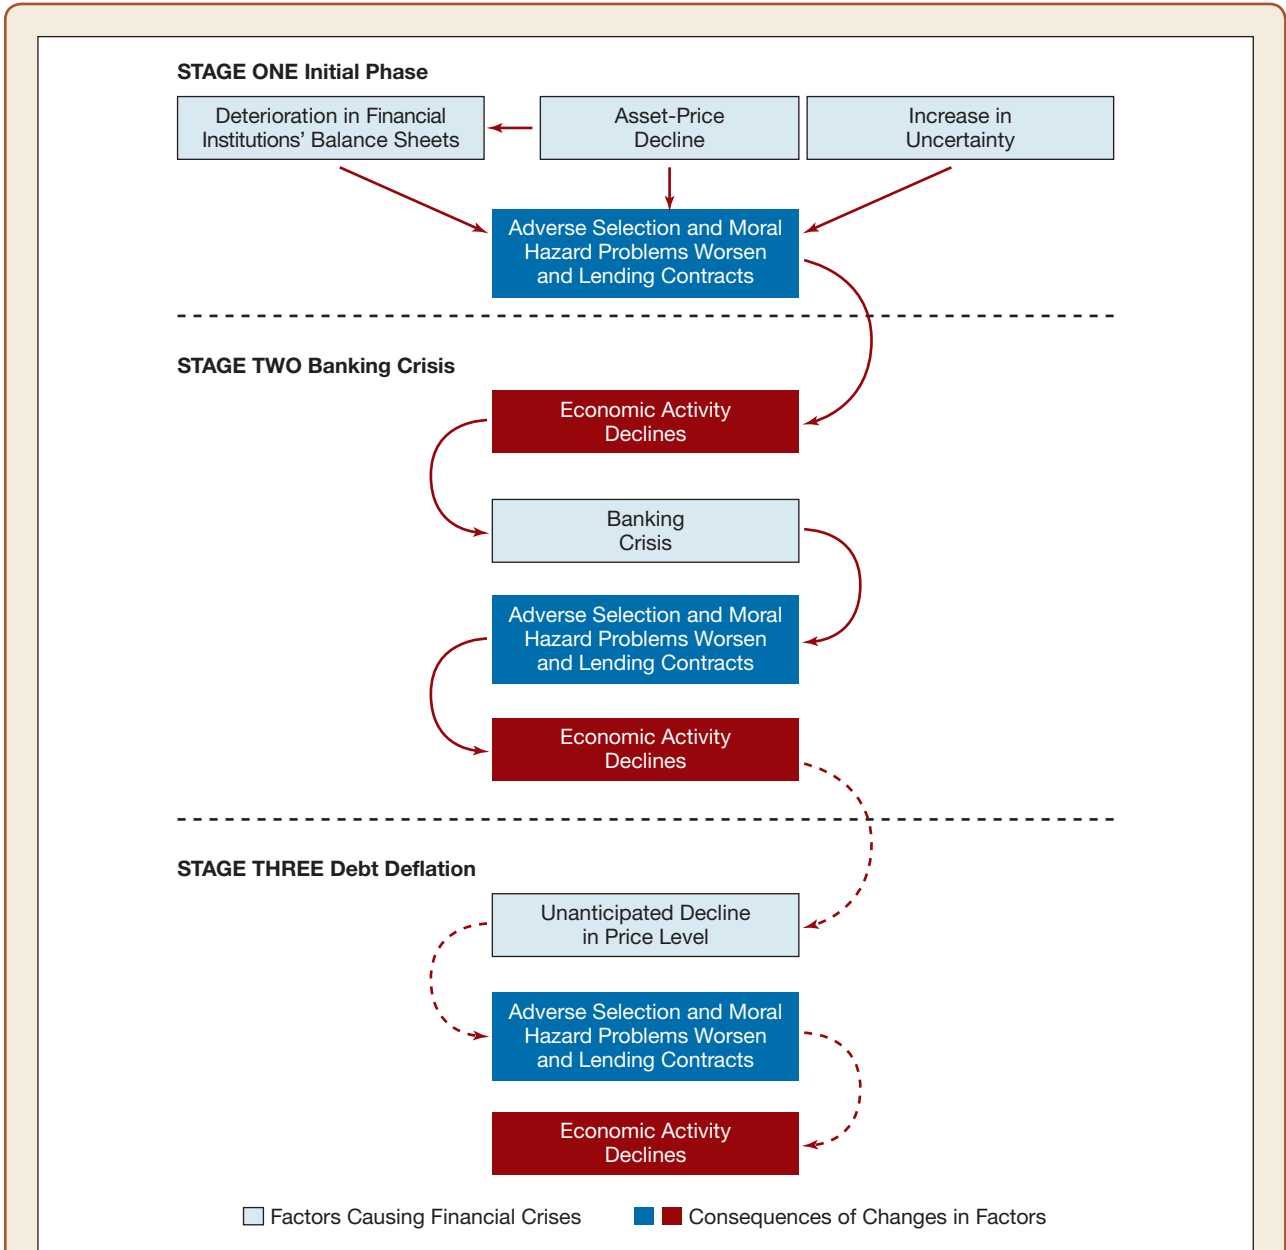 STAGE ONE Initial Phase
Deterioration in Financial
Institutions’ Balance Sheets
Asset-Price
Decline
Increase in
Uncertainty
Adverse Selection and Moral
Hazard Problems Worsen
and Lending Contracts
STAGE TWO Banking Crisis
Economic Activity
Declines
Banking
Crisis
Adverse Selection and Moral
Hazard Problems Worsen
and Lending Contracts
Economic Activity
Declines
STAGE THREE Debt Deflation
Unanticipated Decline
in Price Level
Adverse Selection and Moral
Hazard Problems Worsen
and Lending Contracts
Economic Activity
Declines
Factors Causing Financial Crises
Consequences of Changes in Factors